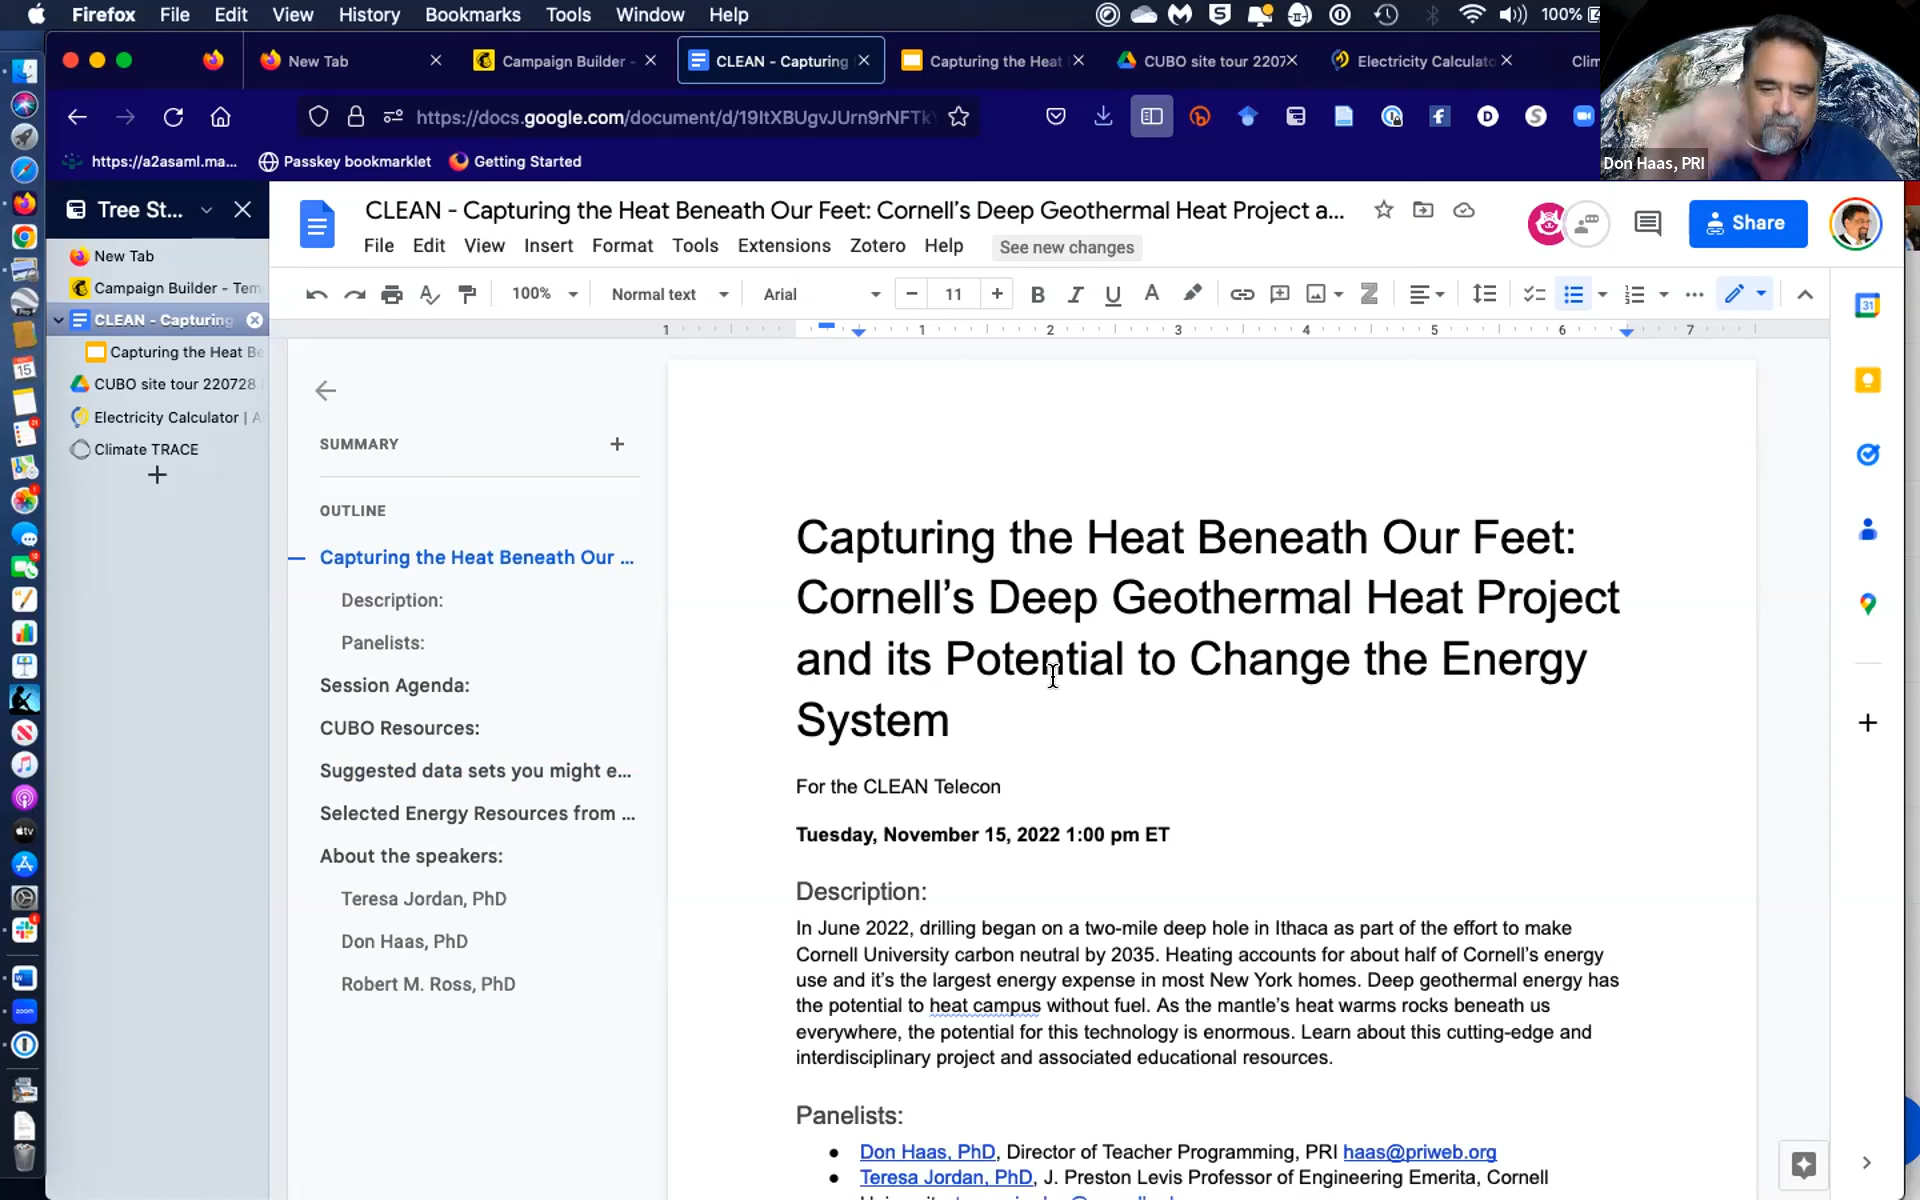 Firefox File Edit View History Bookmarks Tools Window Help 100%
New Tab Campaign Builder - CLEAN - Capturing Capturing the Heat CUBO site tour 2207 Electricity Calculato Clim
https://docs.google.com/document/d/19ItXBUgvJUrn9rNFTk
https://a2asaml.ma... Passkey bookmarklet Getting Started
Don Haas, PRI
Tree St...
New Tab
Campaign Builder - Tem
CLEAN - Capturing
Capturing the Heat Be
CUBO site tour 220728
Electricity Calculator | A
Climate TRACE
CLEAN - Capturing the Heat Beneath Our Feet: Cornell's Deep Geothermal Heat Project a...
File Edit View Insert Format Tools Extensions Zotero Help See new changes
Share
100% Normal text Arial 11
1 1 2 3 4 5 6 7
SUMMARY
OUTLINE
Capturing the Heat Beneath Our ...
Description:
Panelists:
Session Agenda:
CUBO Resources:
Suggested data sets you might e...
Selected Energy Resources from ...
About the speakers:
Teresa Jordan, PhD
Don Haas, PhD
Robert M. Ross, PhD
Capturing the Heat Beneath Our Feet:
Cornell's Deep Geothermal Heat Project
and its Potential to Change the Energy
System
For the CLEAN Telecon
Tuesday, November 15, 2022 1:00 pm ET
Description:
In June 2022, drilling began on a two-mile deep hole in Ithaca as part of the effort to make
Cornell University carbon neutral by 2035. Heating accounts for about half of Cornell's energy
use and it's the largest energy expense in most New York homes. Deep geothermal energy has
the potential to heat campus without fuel. As the mantle's heat warms rocks beneath us
everywhere, the potential for this technology is enormous. Learn about this cutting-edge and
interdisciplinary project and associated educational resources.
Panelists:
● Don Haas, PhD, Director of Teacher Programming, PRI haas@priweb.org
● Teresa Jordan, PhD, J. Preston Levis Professor of Engineering Emerita, Cornell